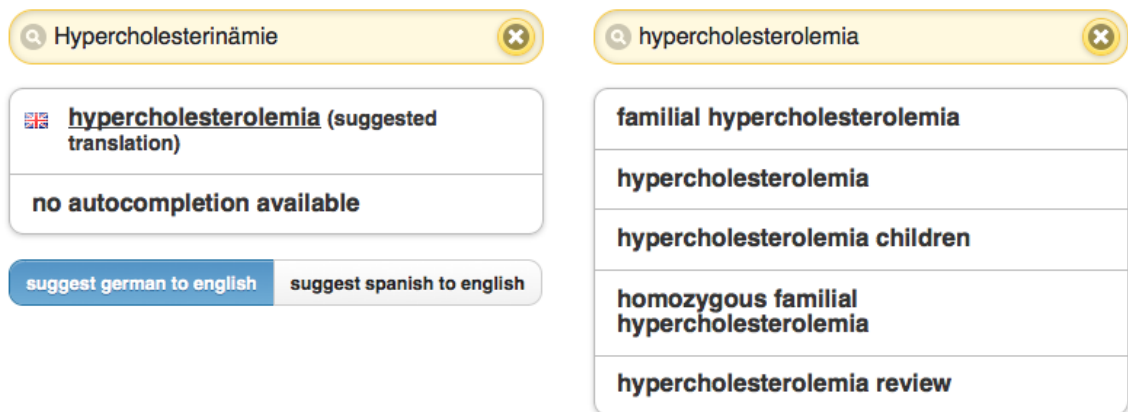 Hypercholesterinämie
hypercholesterolemia (suggested
translation)
no autocompletion available
suggest german to english
suggest spanish to english
hypercholesterolemia
familial hypercholesterolemia
hypercholesterolemia
hypercholesterolemia children
homozygous familial
hypercholesterolemia
hypercholesterolemia review